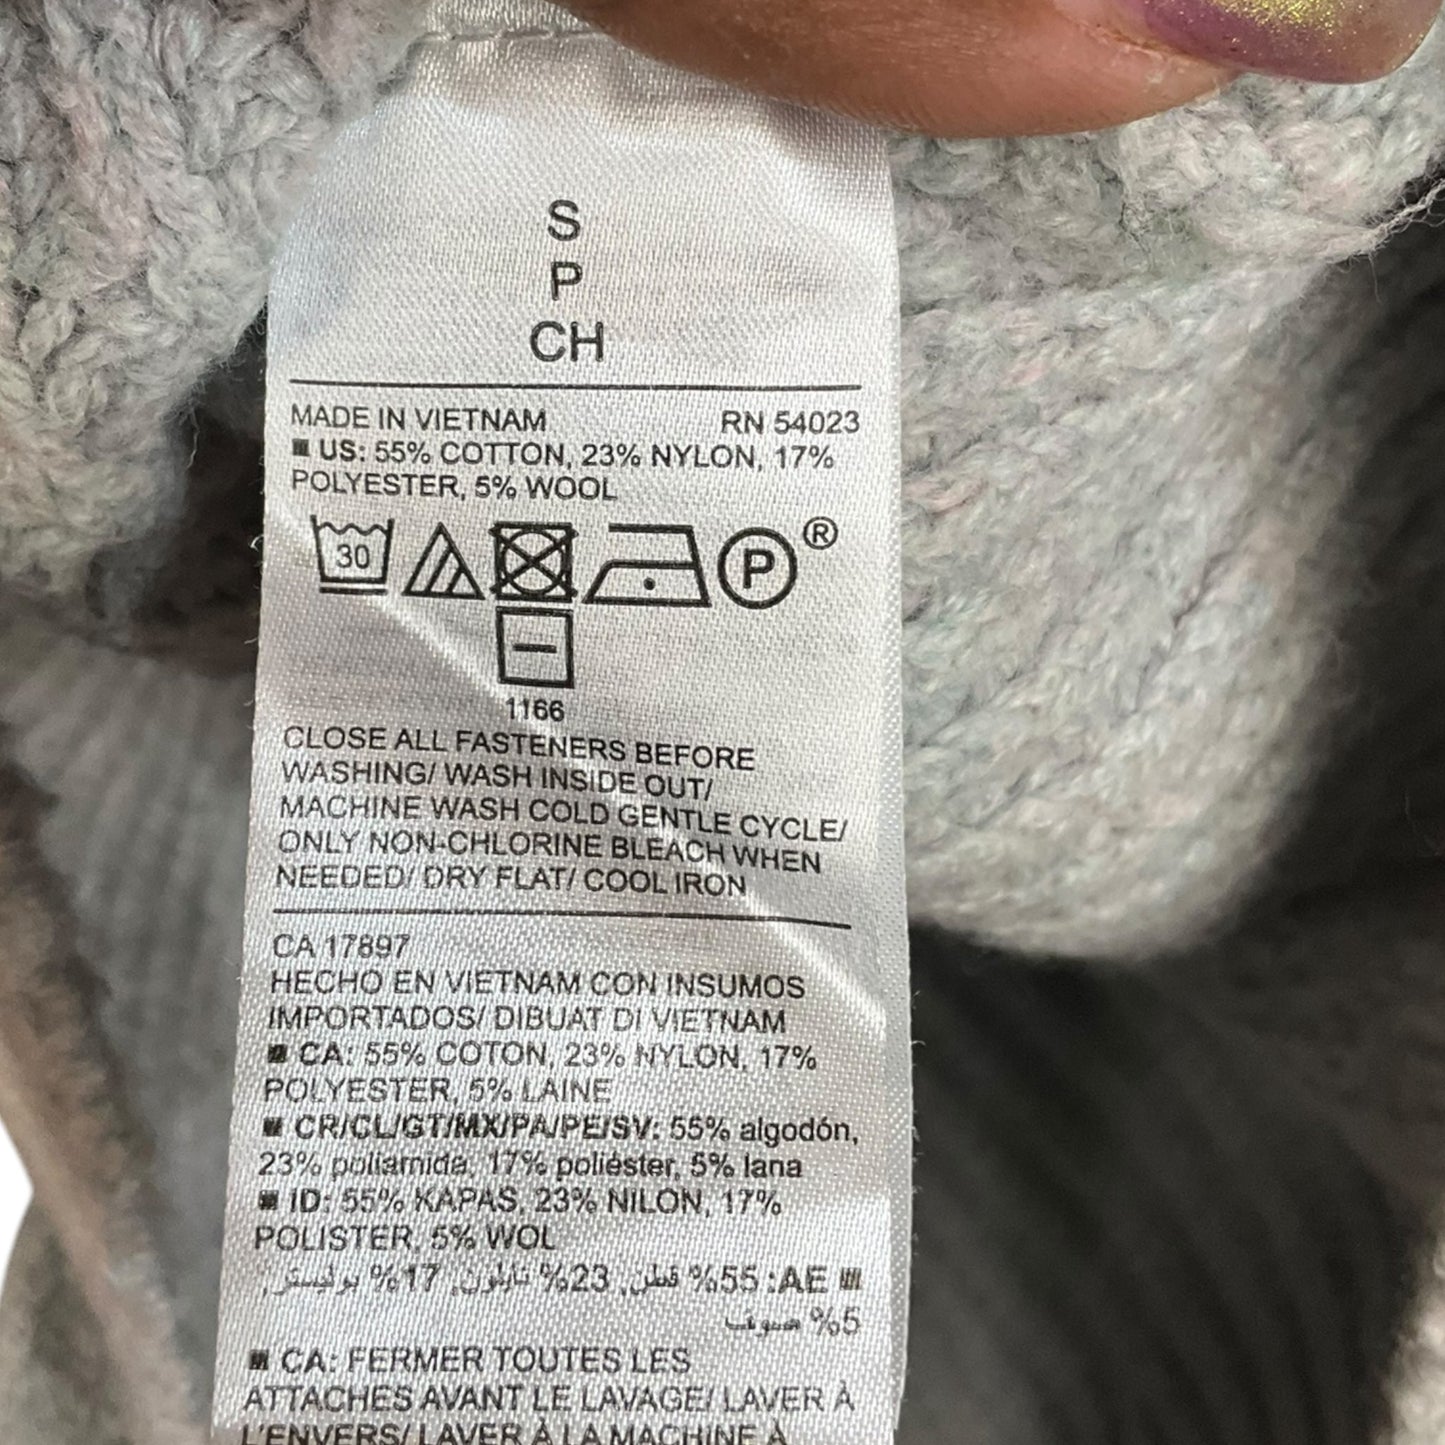 S
P
CH
MADE IN VIETNAM RN 54023
US: 55% COTTON, 23% NYLON, 17%
POLYESTER, 5% WOOL
30 P ®
1166
CLOSE ALL FASTENERS BEFORE
WASHING/ WASH INSIDE OUT/
MACHINE WASH COLD GENTLE CYCLE/
ONLY NON-CHLORINE BLEACH WHEN
NEEDED/ DRY FLAT/ COOL IRON
CA 17897
HECHO EN VIETNAM CON INSUMOS
IMPORTADOS/ DIBUAT DI VIETNAM
CA: 55% COTON, 23% NYLON, 17%
POLYESTER, 5% LAINE
CR/CL/GT/MX/PA/PE/SV: 55% algodón,
23% poliamida, 17% poliéster, 5% lana
ID: 55% KAPAS, 23% NILON, 17%
POLISTER, 5% WOL
AE: 55% قطن, 23% نايلون, 17% بوليستر,
5% صوف
CA: FERMER TOUTES LES
ATTACHES AVANT LE LAVAGE/ LAVER À
L'ENVERS/ LAVER À LA MACHINE À